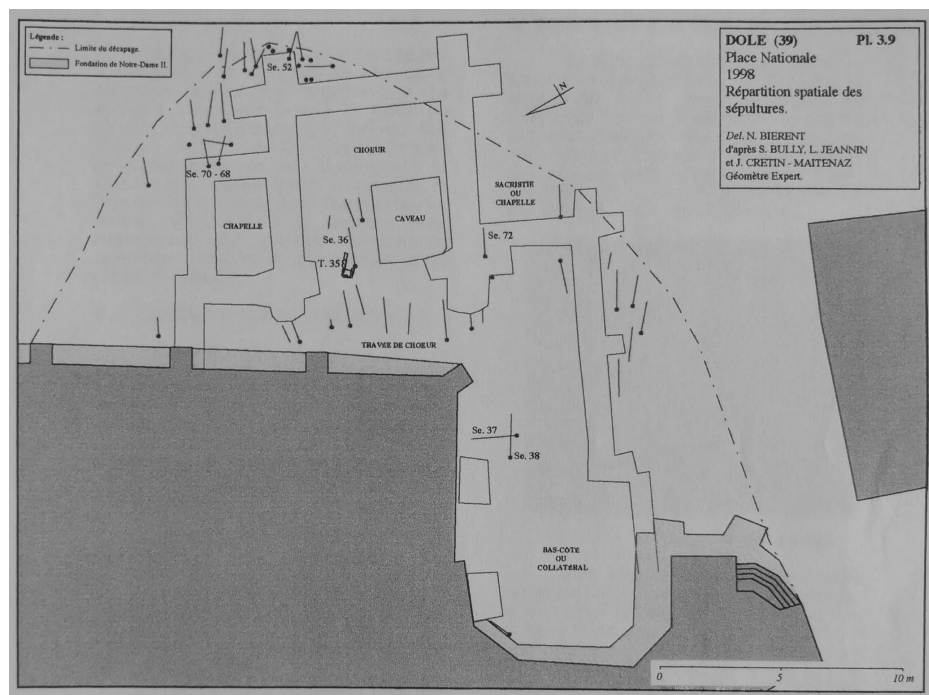 Légende :
Limite du décapage.
Fondation de Notre-Dame II.
DOLE (39) Pl. 3.9
Place Nationale
1998
Répartition spatiale des
sépultures.
Del. N. BIERENT
d'après S. BULLY, L. JEANNIN
et J. CRETIN - MAITENAZ
Géomètre Expert.
Se. 52
N
CHOEUR
Se. 70 - 68
SACRISTIE
OU
CHAPELLE
CHAPELLE
CAVEAU
Se. 36
Se. 72
T. 35
TRAVÉE DE CHOEUR
Se. 37
Se. 38
BAS-COTÉ
OU
COLLATÉRAL
0 5 10 m